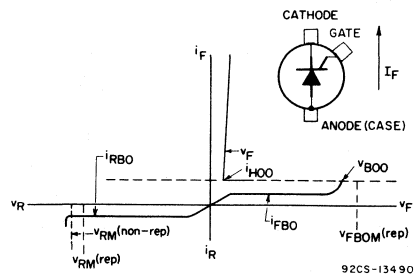 CATHODE
GATE
iF
IF
ANODE (CASE)
vF
iHOO
vBOO
iRBO
vR
vF
iFBO
vRM(non-rep)
vRM(rep)
iR
vFBOM(rep)
92CS-13490